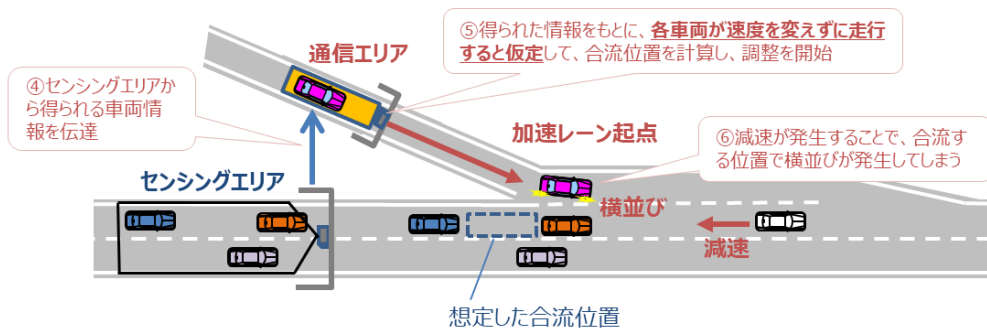 ⑤得られた情報をもとに、各車両が速度を変えずに走行
すると仮定して、合流位置を計算し、調整を開始
通信エリア
④センシングエリアか
ら得られる車両情
報を伝達
加速レーン起点
⑥減速が発生することで、合流す
る位置で横並びが発生してしまう
センシングエリア
横並び
減速
想定した合流位置